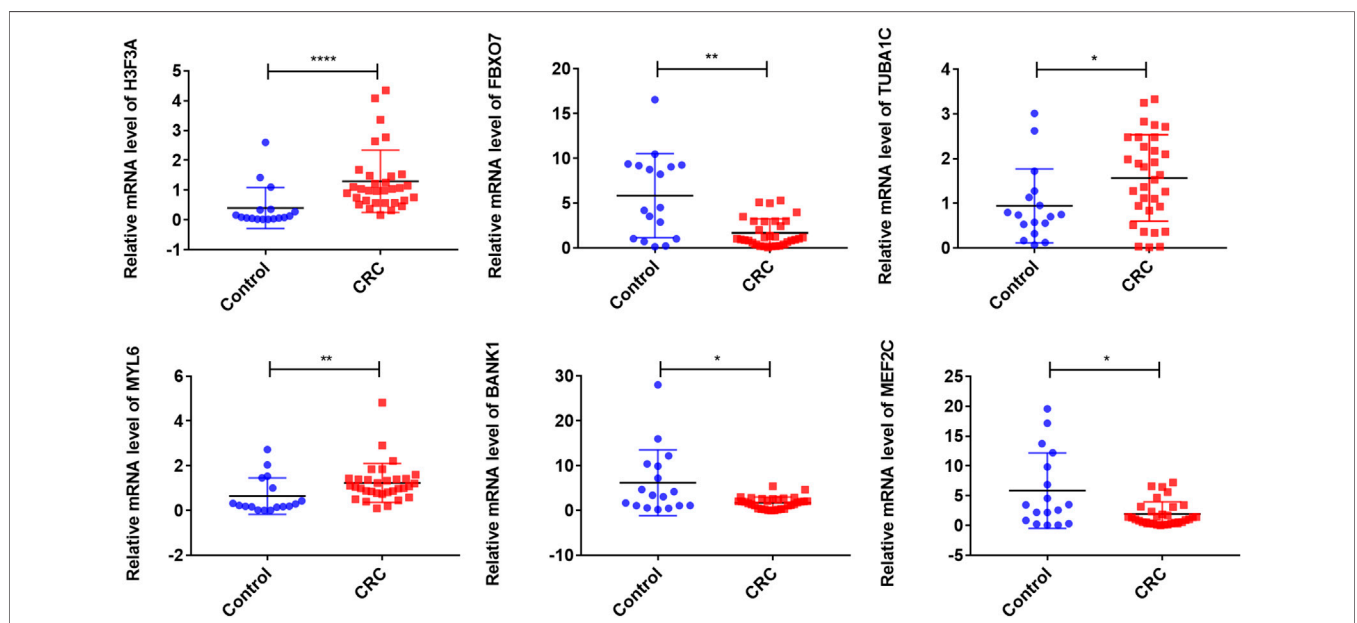 Relative mRNA level of H3F3A
5
4
3
2
1
0
-1
****
Control
CRC
Relative mRNA level of FBXO7
20
15
10
5
0
**
Control
CRC
Relative mRNA level of TUBA1C
4
3
2
1
0
*
Control
CRC
Relative mRNA level of MYL6
6
4
2
0
-2
**
Control
CRC
Relative mRNA level of BANK1
30
20
10
0
-10
*
Control
CRC
Relative mRNA level of MEF2C
25
20
15
10
5
0
-5
*
Control
CRC